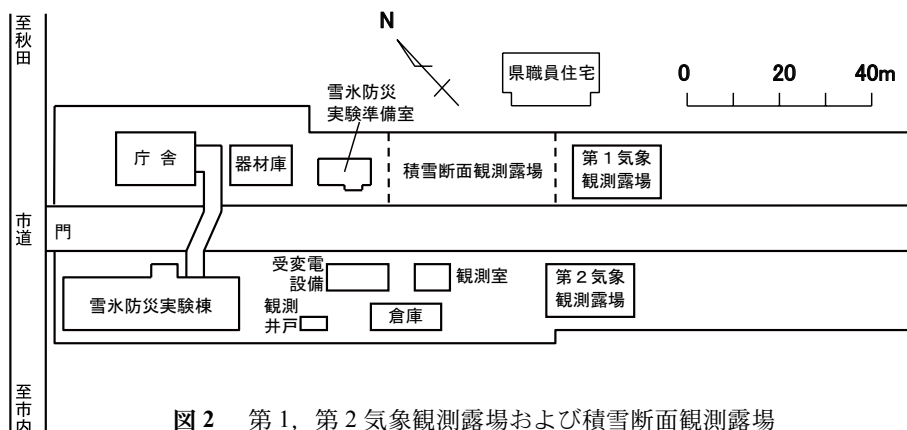 至秋田
N
県職員住宅
0 20 40m
雪氷防災
実験準備室
庁 舎
器材庫
積雪断面観測露場
第1気象
観測露場
市道
門
雪氷防災実験棟
受変電
設備
観測室
観測
井戸
倉庫
第2気象
観測露場
至市内
図2 第1，第2気象観測露場および積雪断面観測露場